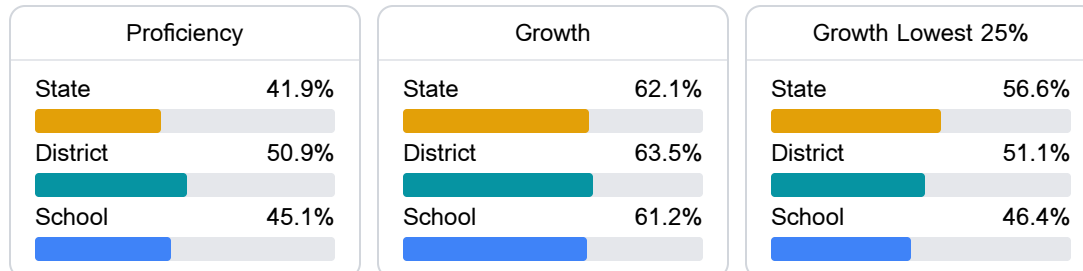 Proficiency
State 41.9%
District 50.9%
School 45.1%
Growth
State 62.1%
District 63.5%
School 61.2%
Growth Lowest 25%
State 56.6%
District 51.1%
School 46.4%